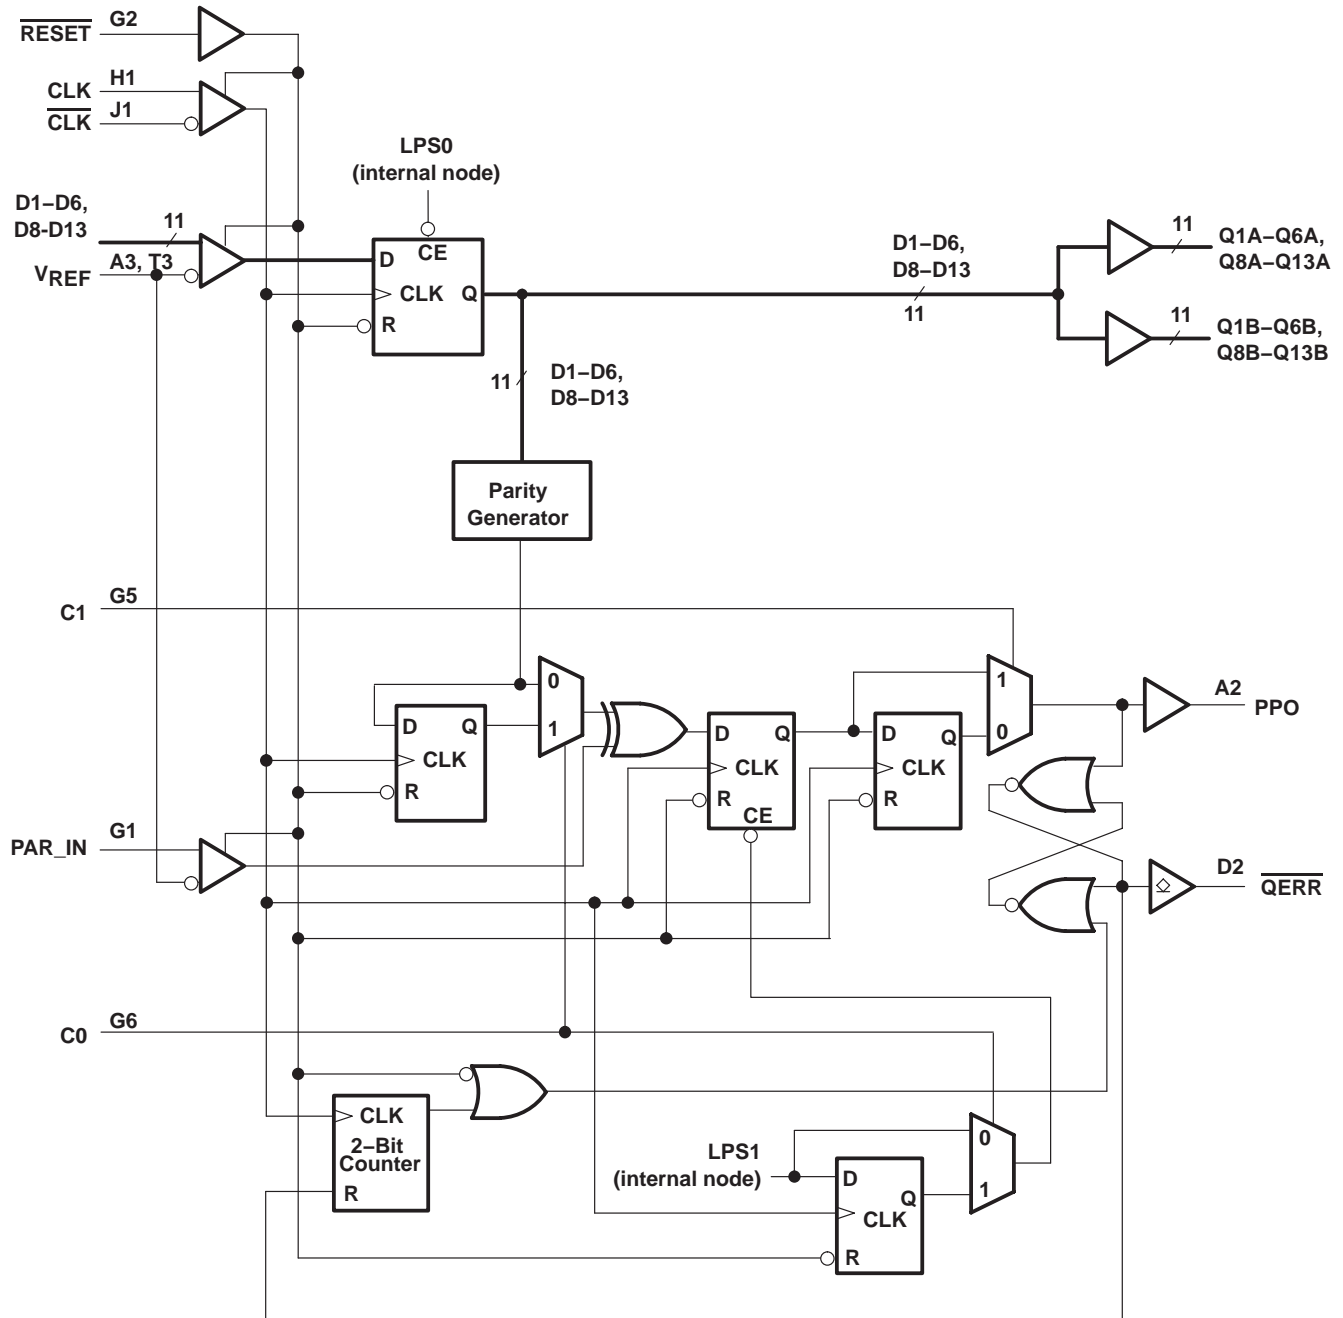 RESET G2
CLK H1
CLK J1
LPS0
(internal node)
D1–D6,
D8-D13
11
VREF A3, T3
D CE
CLK Q
R
D1–D6,
D8–D13
11
11
Q1A–Q6A,
Q8A–Q13A
11
Q1B–Q6B,
Q8B–Q13B
11
D1–D6,
D8–D13
Parity
Generator
C1 G5
0
1
D Q
CLK
R
D Q
CLK
R
CE
D Q
CLK
R
1
0
A2
PPO
PAR_IN G1
D2
QERR
C0 G6
CLK
2–Bit
Counter
R
LPS1
(internal node)
D
Q
CLK
R
0
1